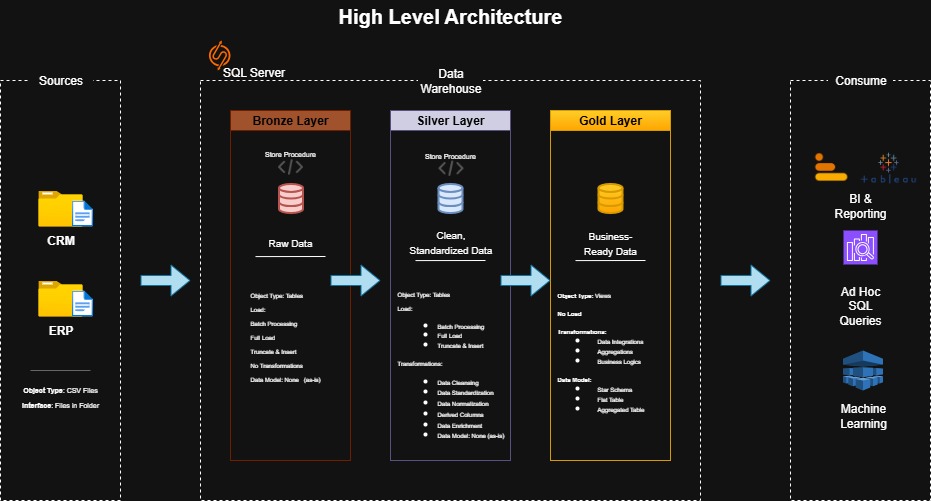 High Level Architecture
Sources
CRM
ERP
Object Type: CSV Files
Interface: Files in Folder
SQL Server
Data
Warehouse
Bronze Layer
Store Procedure
</>
Raw Data
Object Type: Tables
Load:
Batch Processing
Full Load
Truncate & Insert
No Transformations
Data Model: None (as-is)
Silver Layer
Store Procedure
</>
Clean,
Standardized Data
Object Type: Tables
Load:
Batch Processing
Full Load
Truncate & Insert
Transformations:
Data Cleansing
Data Standardization
Data Normalization
Derived Columns
Data Enrichment
Data Model: None (as-is)
Gold Layer
Business-
Ready Data
Object Type: Views
No Load
Transformations:
Data Integrations
Aggregations
Business Logics
Data Model:
Star Schema
Flat Table
Aggregated Table
Consume
tableau
BI &
Reporting
Ad Hoc
SQL
Queries
Machine
Learning